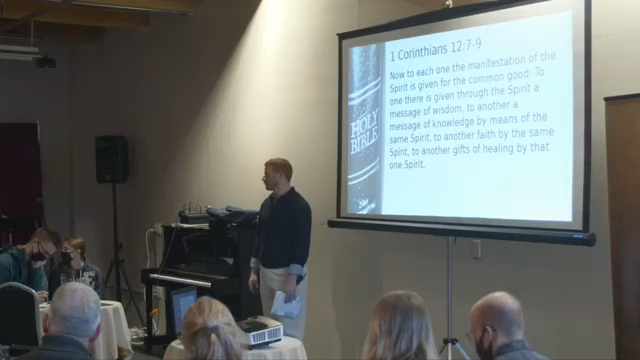 1 Corinthians 12:7-9
Now to each one the manifestation of the
Spirit is given for the common good. To
one there is given through the Spirit a
message of wisdom, to another a
message of knowledge by means of the
same Spirit, to another faith by the same
Spirit, to another gifts of healing by that
one Spirit.
HOLY
BIBLE